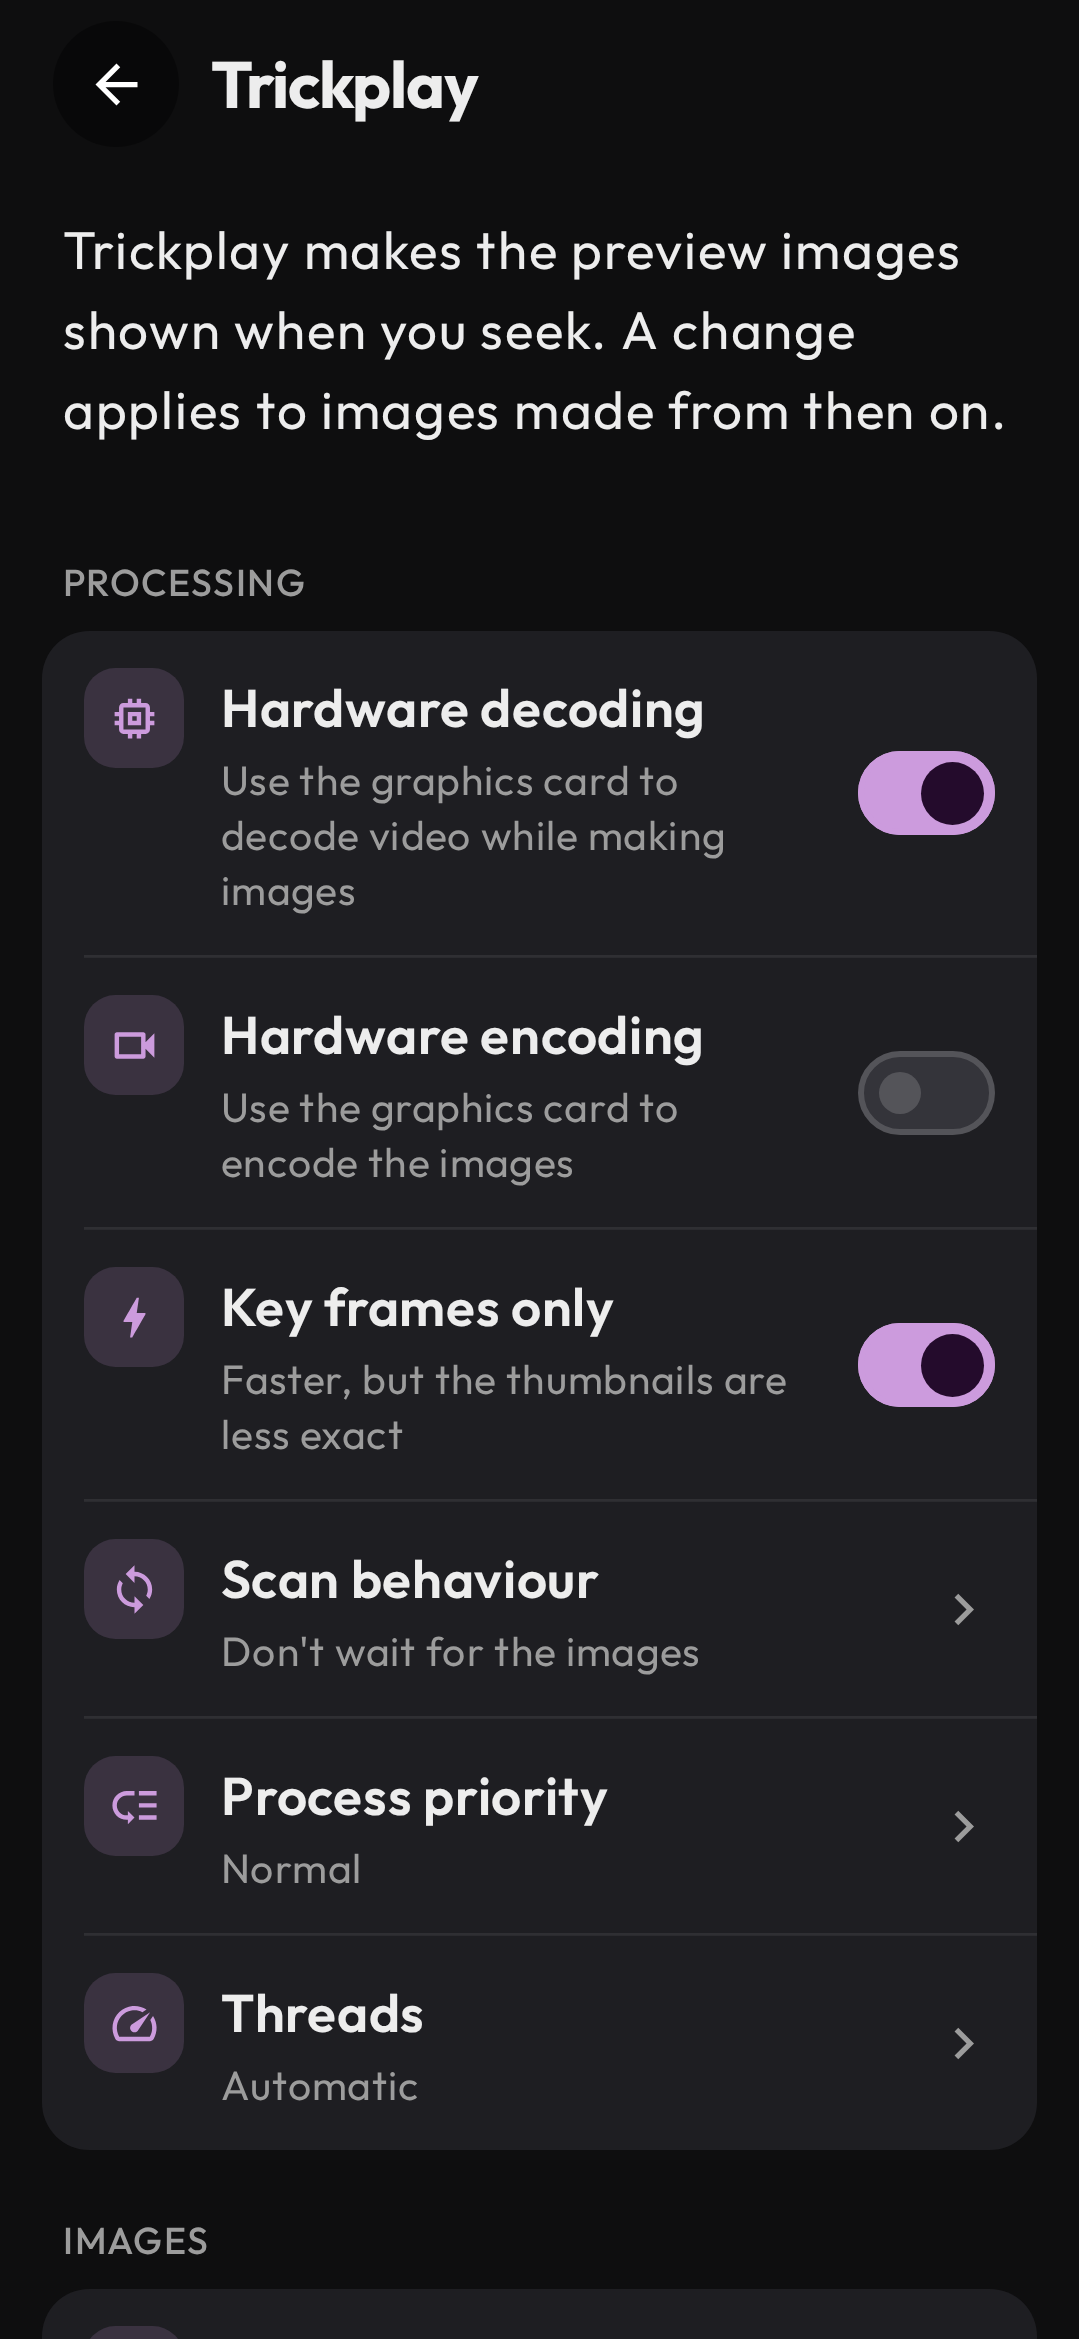 Trickplay
Trickplay makes the preview images
shown when you seek. A change
applies to images made from then on.
PROCESSING
Hardware decoding
Use the graphics card to
decode video while making
images
Hardware encoding
Use the graphics card to
encode the images
Key frames only
Faster, but the thumbnails are
less exact
Scan behaviour
Don't wait for the images
Process priority
Normal
Threads
Automatic
IMAGES